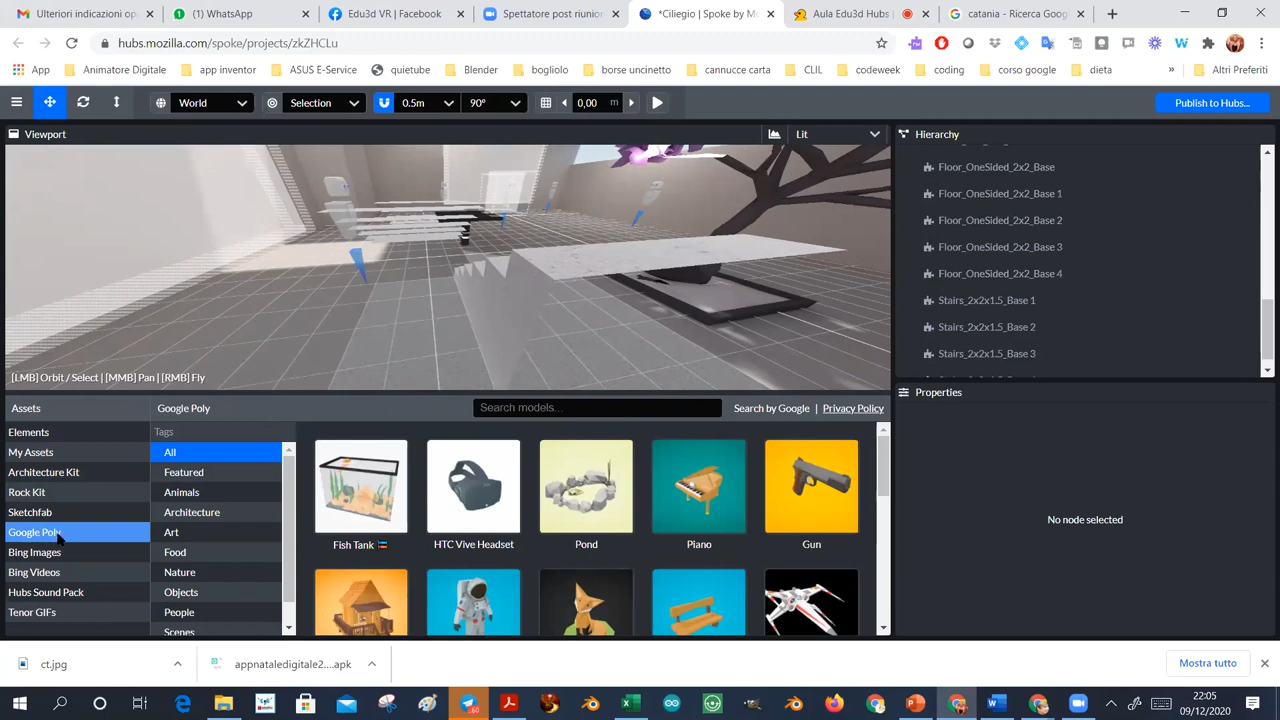 Ulteriori indicazioni op
(1) WhatsApp
Edu3d VR | Facebook
Spettatore post riunion
*Ciliegio | Spoke by M
Aula Edu3d Hubs |
catania - Ricerca Goog
hubs.mozilla.com/spoke/projects/zkZHCLu
App
Animatore Digitale
app inventor
ASUS E-Service
quietube
Blender
bogliolo
borse uncinetto
cannucce carta
CLIL
codeweek
coding
corso google
dieta
»
Altri Preferiti
World
Selection
0.5m
90°
0,00 m
Publish to Hubs...
Viewport
Lit
Hierarchy
Floor_OneSided_2x2_Base
Floor_OneSided_2x2_Base 1
Floor_OneSided_2x2_Base 2
Floor_OneSided_2x2_Base 3
Floor_OneSided_2x2_Base 4
Stairs_2x2x1.5_Base 1
Stairs_2x2x1.5_Base 2
Stairs_2x2x1.5_Base 3
[LMB] Orbit / Select | [MMB] Pan | [RMB] Fly
Properties
No node selected
Assets
Google Poly
Search models...
Search by Google | Privacy Policy
Elements
My Assets
Architecture Kit
Rock Kit
Sketchfab
Google Poly
Bing Images
Bing Videos
Hubs Sound Pack
Tenor GIFs
Tags
All
Featured
Animals
Architecture
Art
Food
Nature
Objects
People
Scenes
Fish Tank
HTC Vive Headset
Pond
Piano
Gun
ct.jpg
appnataledigitale2....apk
Mostra tutto
60
22:05
09/12/2020